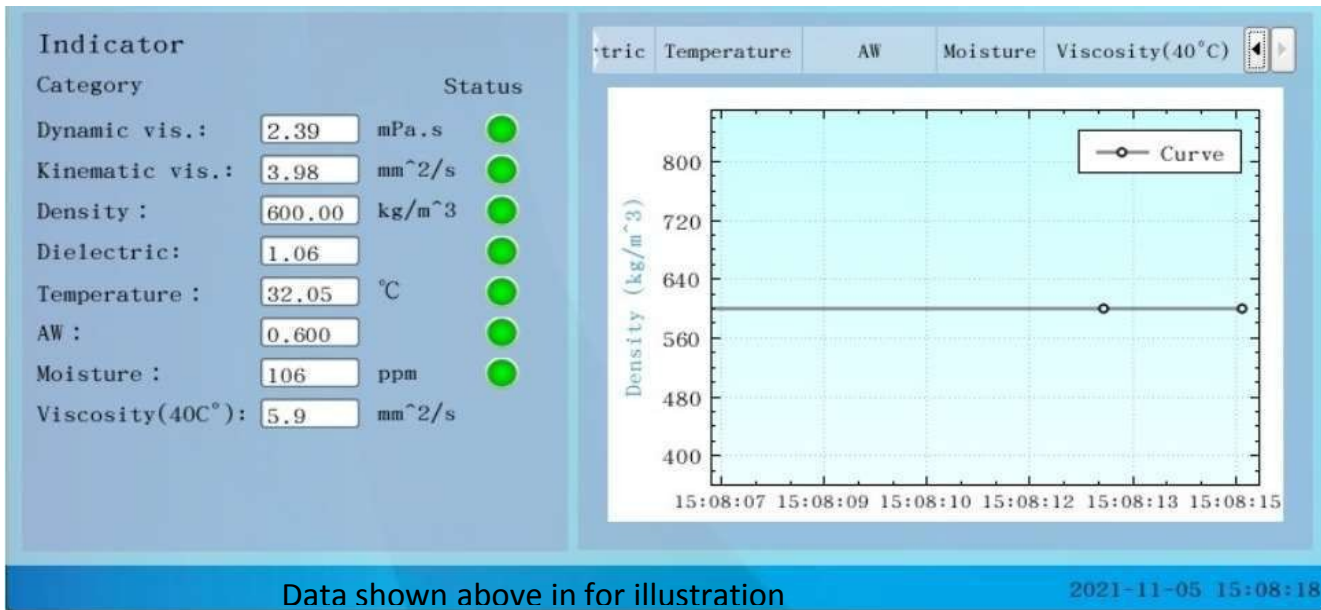 Indicator
Category Status
Dynamic vis.: 2.39 mPa.s
Kinematic vis.: 3.98 mm^2/s
Density: 600.00 kg/m^3
Dielectric: 1.06
Temperature: 32.05 ℃
AW: 0.600
Moisture: 106 ppm
Viscosity(40C°): 5.9 mm^2/s
tric Temperature AW Moisture Viscosity(40°C)
Curve
Density (kg/m^3)
800
720
640
560
480
400
15:08:07 15:08:09 15:08:10 15:08:12 15:08:13 15:08:15
Data shown above in for illustration
2021-11-05 15:08:18